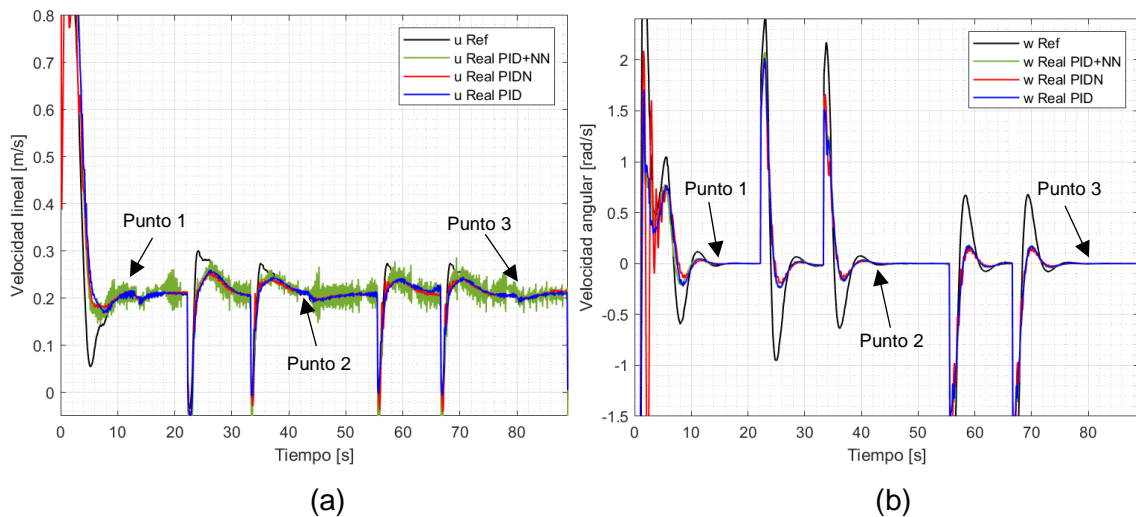 0.8
0.7
0.6
0.5
0.4
0.3
0.2
0.1
0
Velocidad lineal [m/s]
u Ref
u Real PID+NN
u Real PIDN
u Real PID
Punto 1
Punto 3
Punto 2
0 10 20 30 40 50 60 70 80
Tiempo [s]
(a)
2
1.5
1
0.5
0
-0.5
-1
-1.5
Velocidad angular [rad/s]
w Ref
w Real PID+NN
w Real PIDN
w Real PID
Punto 1
Punto 3
Punto 2
0 10 20 30 40 50 60 70 80
Tiempo [s]
(b)